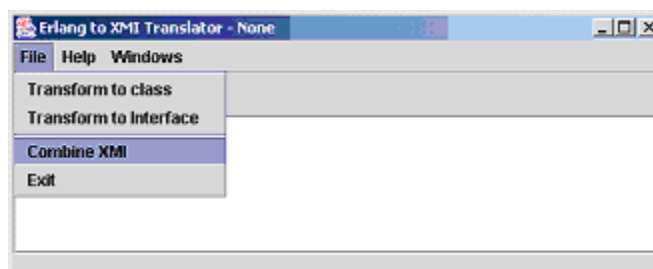 Erlang to XMI Translator - None
File Help Windows
Transform to class
Transform to Interface
Combine XMI
Exit